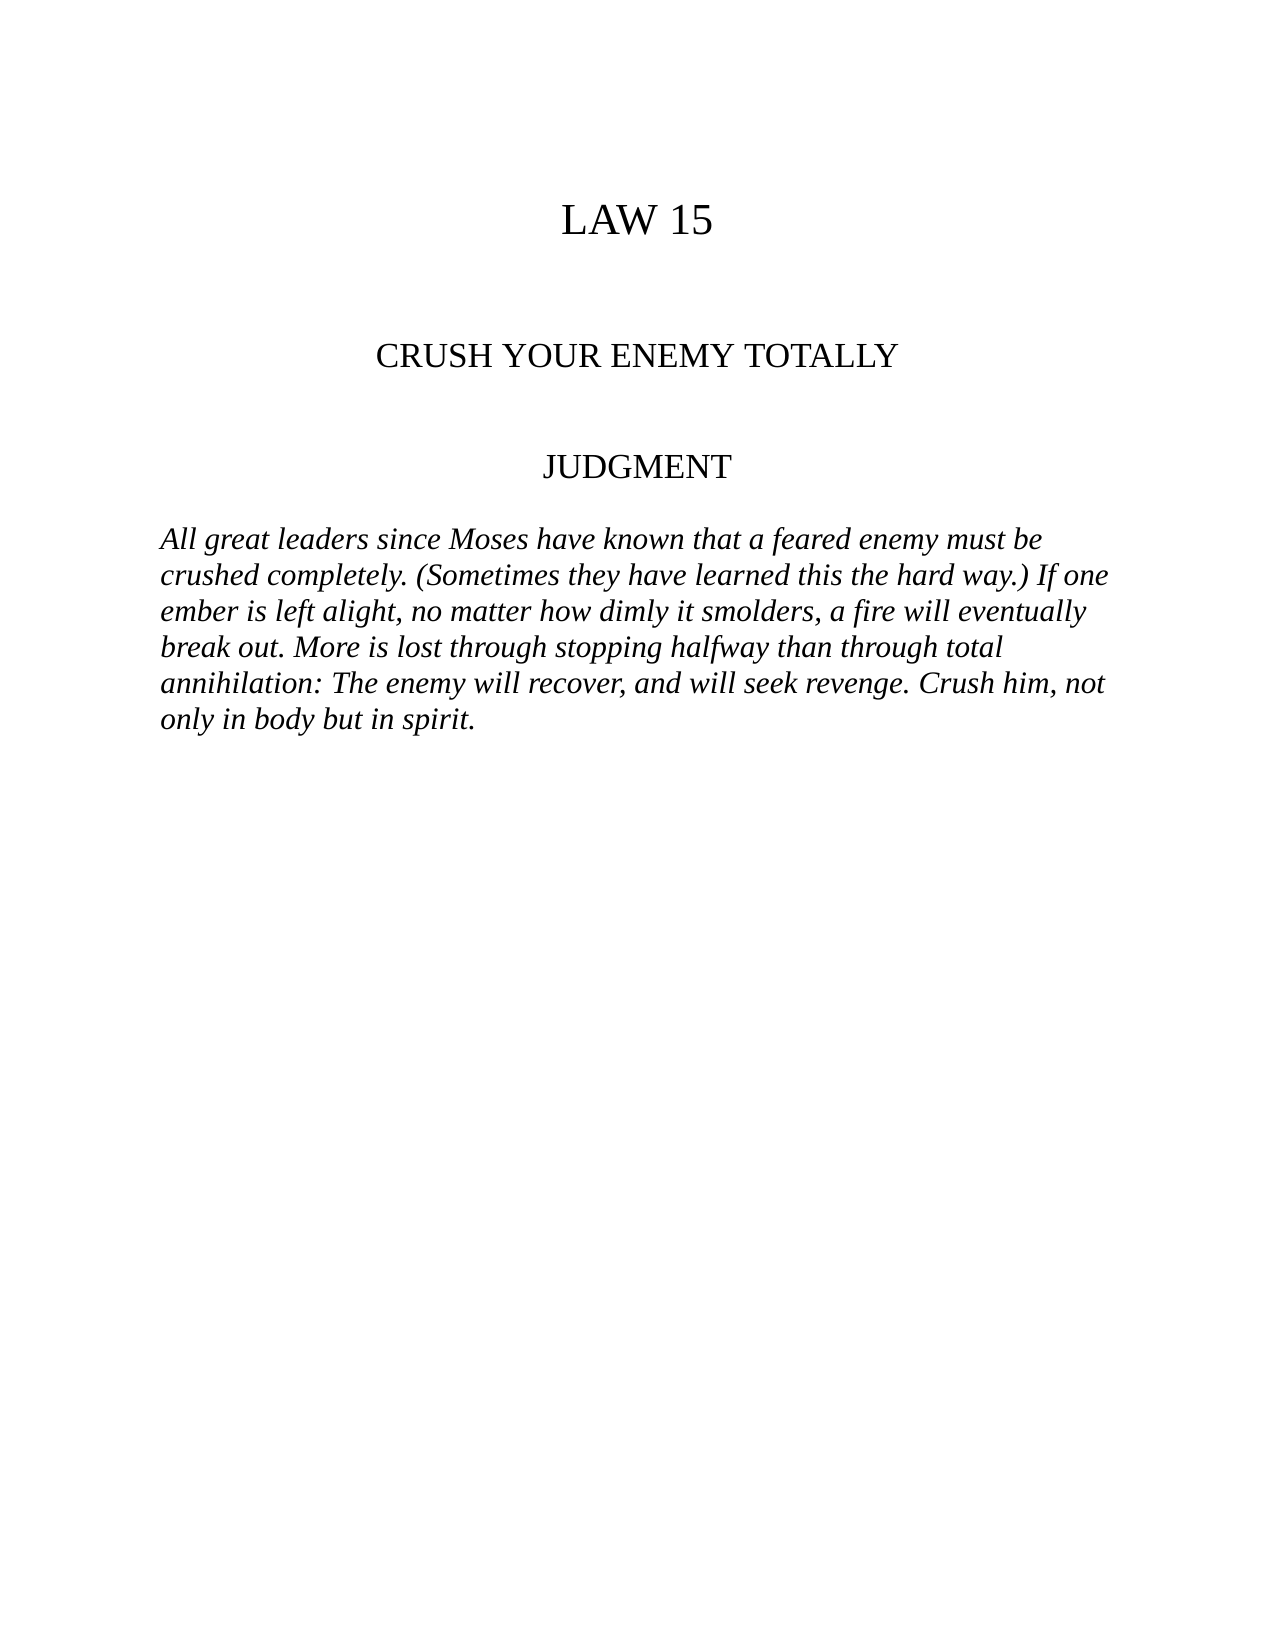 LAW 15
CRUSH YOUR ENEMY TOTALLY
JUDGMENT
All great leaders since Moses have known that a feared enemy must be
crushed completely. (Sometimes they have learned this the hard way.) If one
ember is left alight, no matter how dimly it smolders, a fire will eventually
break out. More is lost through stopping halfway than through total
annihilation: The enemy will recover, and will seek revenge. Crush him, not
only in body but in spirit.